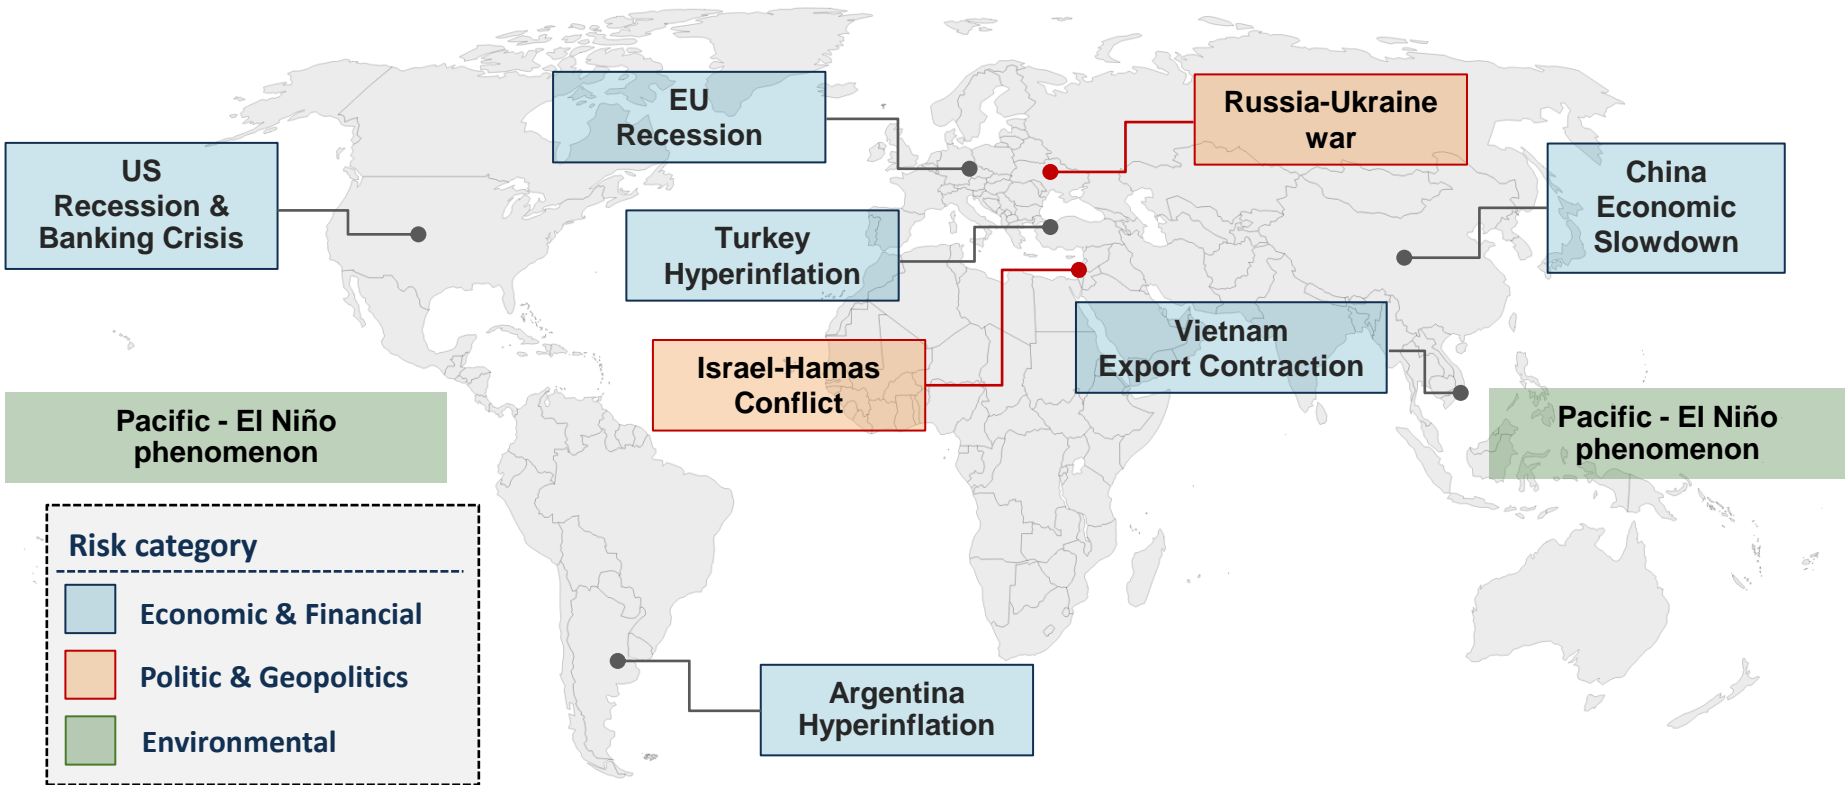 EU
Recession
Russia-Ukraine
war
US
Recession &
Banking Crisis
China
Economic
Slowdown
Turkey
Hyperinflation
Vietnam
Export Contraction
Israel-Hamas
Conflict
Pacific - El Niño
phenomenon
Pacific - El Niño
phenomenon
Risk category
Economic & Financial
Politic & Geopolitics
Environmental
Argentina
Hyperinflation